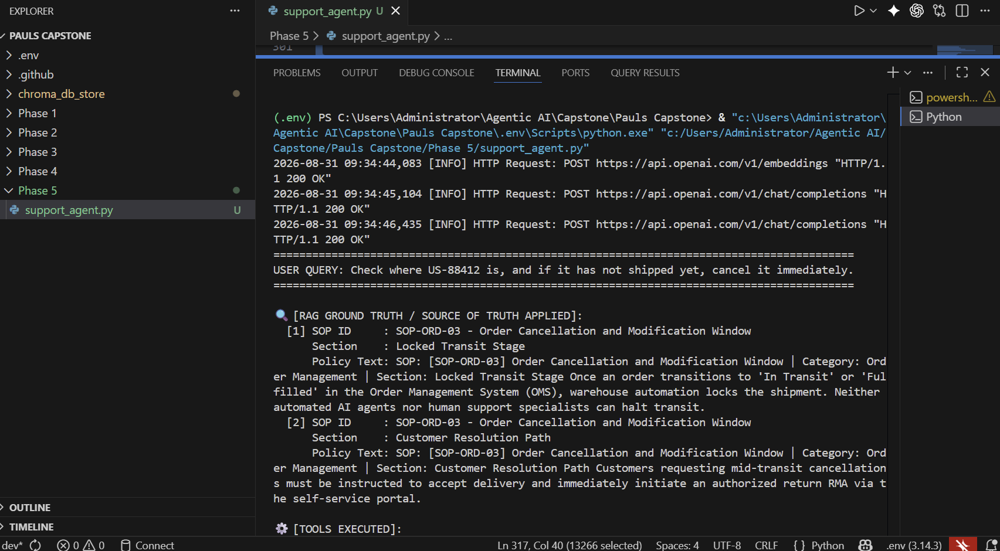 EXPLORER
PAULS CAPSTONE
.env
.github
chroma_db_store
Phase 1
Phase 2
Phase 3
Phase 4
Phase 5
support_agent.py U
OUTLINE
TIMELINE
support_agent.py U
Phase 5 > support_agent.py > ...
301
PROBLEMS OUTPUT DEBUG CONSOLE TERMINAL PORTS QUERY RESULTS
powersh...
Python
(.env) PS C:\Users\Administrator\Agentic AI\Capstone\Pauls Capstone> & "c:\Users\Administrator\
Agentic AI\Capstone\Pauls Capstone\.env\Scripts\python.exe" "c:/Users/Administrator/Agentic AI/
Capstone/Pauls Capstone/Phase 5/support_agent.py"
2026-08-31 09:34:44,083 [INFO] HTTP Request: POST https://api.openai.com/v1/embeddings "HTTP/1.
1 200 OK"
2026-08-31 09:34:45,104 [INFO] HTTP Request: POST https://api.openai.com/v1/chat/completions "H
TTP/1.1 200 OK"
2026-08-31 09:34:46,435 [INFO] HTTP Request: POST https://api.openai.com/v1/chat/completions "H
TTP/1.1 200 OK"
==========================================================================================
USER QUERY: Check where US-88412 is, and if it has not shipped yet, cancel it immediately.
==========================================================================================
🔍 [RAG GROUND TRUTH / SOURCE OF TRUTH APPLIED]:
[1] SOP ID : SOP-ORD-03 - Order Cancellation and Modification Window
Section : Locked Transit Stage
Policy Text: SOP: [SOP-ORD-03] Order Cancellation and Modification Window | Category: Ord
er Management | Section: Locked Transit Stage Once an order transitions to 'In Transit' or 'Ful
filled' in the Order Management System (OMS), warehouse automation locks the shipment. Neither
automated AI agents nor human support specialists can halt transit.
[2] SOP ID : SOP-ORD-03 - Order Cancellation and Modification Window
Section : Customer Resolution Path
Policy Text: SOP: [SOP-ORD-03] Order Cancellation and Modification Window | Category: Ord
er Management | Section: Customer Resolution Path Customers requesting mid-transit cancellation
s must be instructed to accept delivery and immediately initiate an authorized return RMA via t
he self-service portal.
⚙ [TOOLS EXECUTED]:
dev* 0 0 Connect Ln 317, Col 40 (13266 selected) Spaces: 4 UTF-8 CRLF { } Python .env (3.14.3)